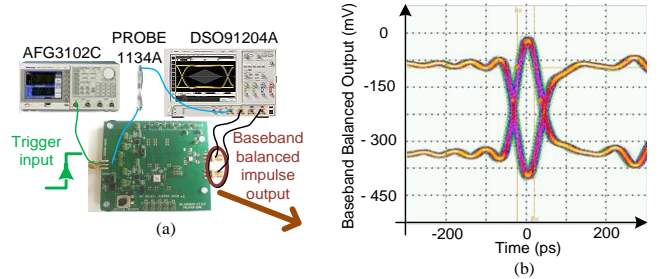 AFG3102C
PROBE
1134A
DSO91204A
Trigger
input
Baseband
balanced
impulse
output
(a)
(b)
Baseband Balanced Output (mV)
0
-150
- 300
- 450
-200
0
200
Time (ps)